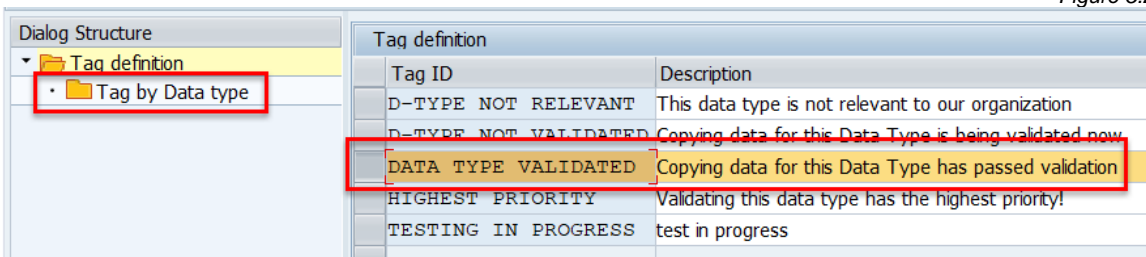 Dialog Structure
Tag definition
Tag by Data type
Tag definition
Tag ID Description
D-TYPE NOT RELEVANT This data type is not relevant to our organization
D-TYPE NOT VALIDATED Copying data for this Data Type is being validated now
DATA TYPE VALIDATED Copying data for this Data Type has passed validation
HIGHEST PRIORITY Validating this data type has the highest priority!
TESTING IN PROGRESS test in progress